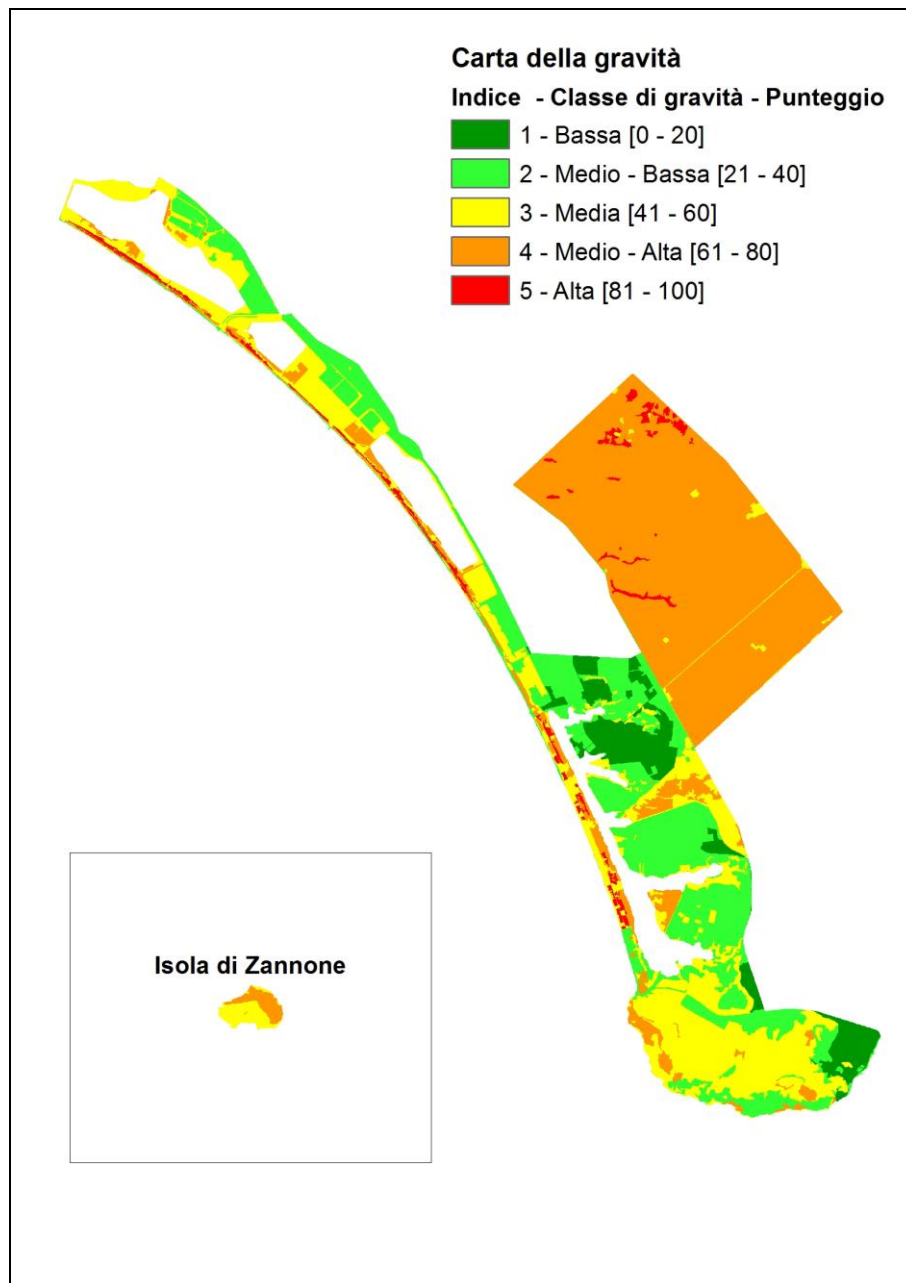 Carta della gravità
Indice - Classe di gravità - Punteggio
1 - Bassa [0 - 20]
2 - Medio - Bassa [21 - 40]
3 - Media [41 - 60]
4 - Medio - Alta [61 - 80]
5 - Alta [81 - 100]
Isola di Zannone